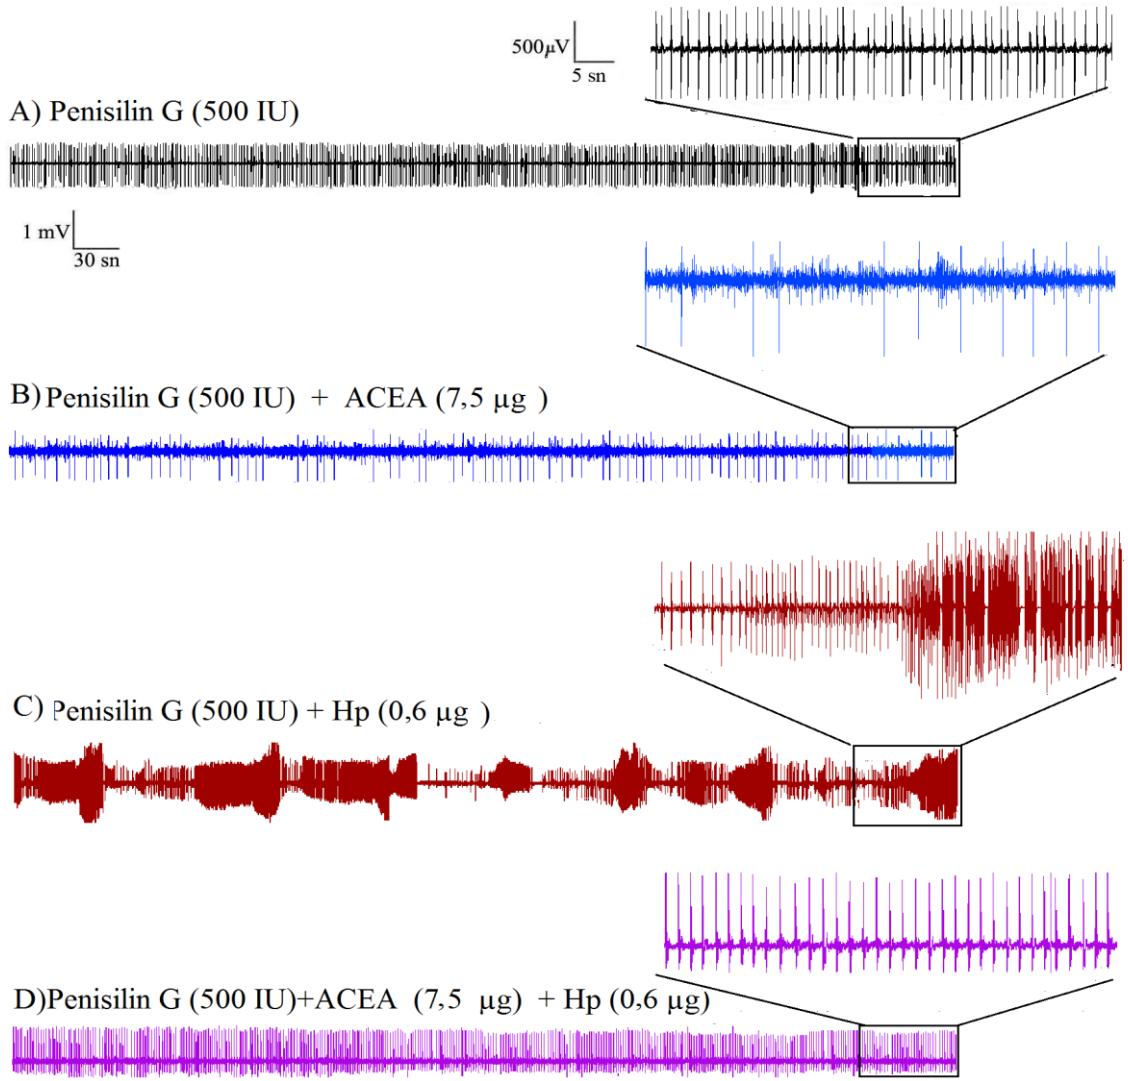 500µV
5 sn
A) Penisilin G (500 IU)
1 mV
30 sn
B) Penisilin G (500 IU) + ACEA (7,5 µg )
C) Penisilin G (500 IU) + Hp (0,6 µg )
D)Penisilin G (500 IU)+ACEA (7,5 µg) + Hp (0,6 µg)